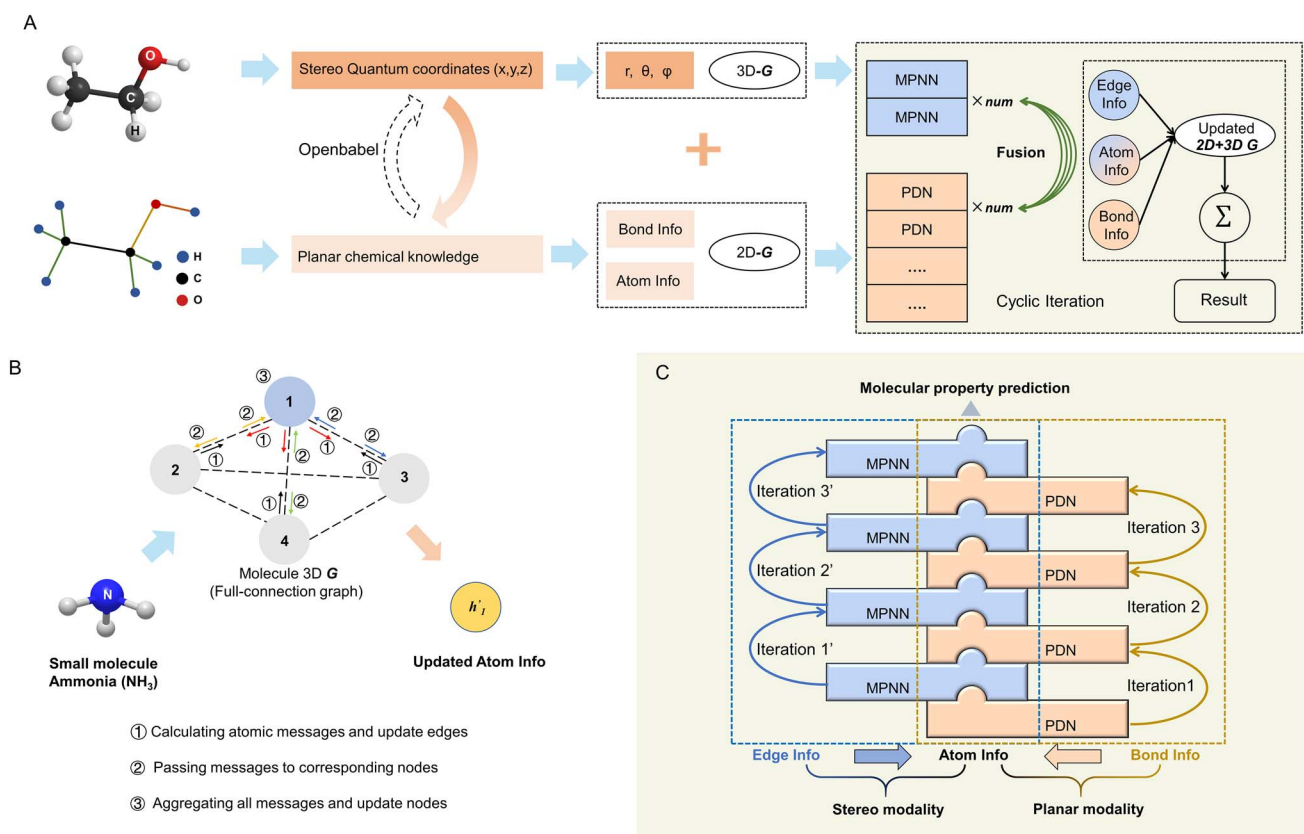 A
O
C
H
Stereo Quantum coordinates (x,y,z)
Openbabel
Planar chemical knowledge
H
C
O
r, θ, φ
3D-G
+
Bond Info
Atom Info
2D-G
MPNN
MPNN
× num
Fusion
PDN
PDN
....
....
× num
Cyclic Iteration
Edge
Info
Atom
Info
Bond
Info
Updated
2D+3D G
Σ
Result
B
③
1
②
②
②
②
①
①
②
①
①
①
2
3
①
②
4
Molecule 3D G
(Full-connection graph)
N
Small molecule
Ammonia (NH₃)
h'₁
Updated Atom Info
① Calculating atomic messages and update edges
② Passing messages to corresponding nodes
③ Aggregating all messages and update nodes
C
Molecular property prediction
MPNN
PDN
Iteration 3'
Iteration 3
MPNN
PDN
Iteration 2'
Iteration 2
MPNN
PDN
Iteration 1'
Iteration1
MPNN
PDN
Edge Info
Atom Info
Bond Info
Stereo modality
Planar modality